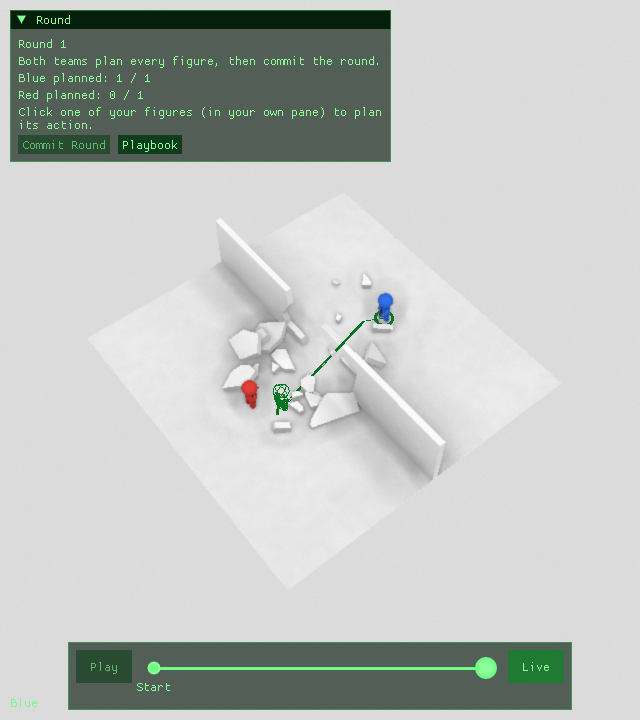 Round
Round 1
Both teams plan every figure, then commit the round.
Blue planned: 1 / 1
Red planned: 0 / 1
Click one of your figures (in your own pane) to plan
its action.
Commit Round Playbook
Play Live
Start
Blue